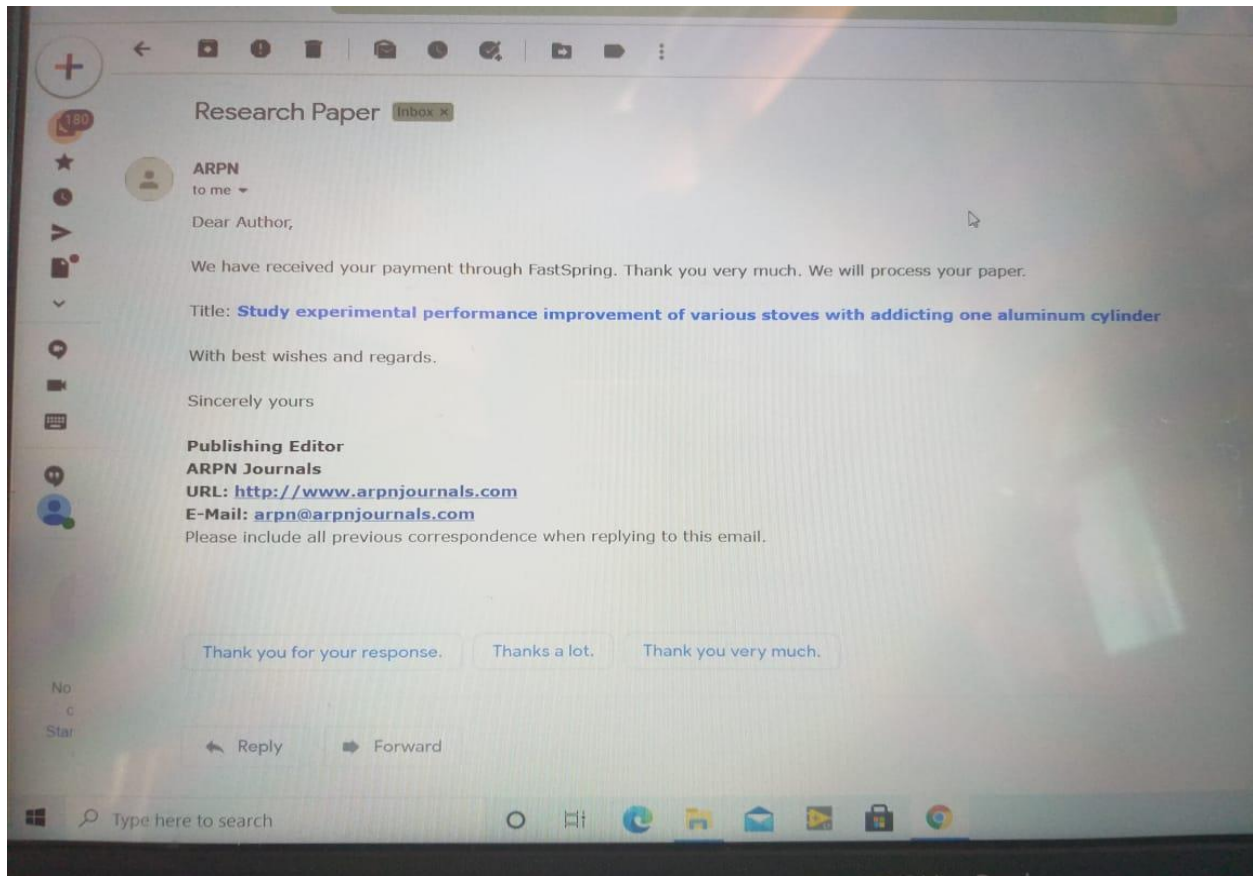 Research Paper Inbox ×
180
ARPN
to me
Dear Author,
We have received your payment through FastSpring. Thank you very much. We will process your paper.
Title: Study experimental performance improvement of various stoves with addicting one aluminum cylinder
With best wishes and regards.
Sincerely yours
Publishing Editor
ARPN Journals
URL: http://www.arpnjournals.com
E-Mail: arpn@arpnjournals.com
Please include all previous correspondence when replying to this email.
Thank you for your response. Thanks a lot. Thank you very much.
No
c
Star
Reply Forward
Type here to search